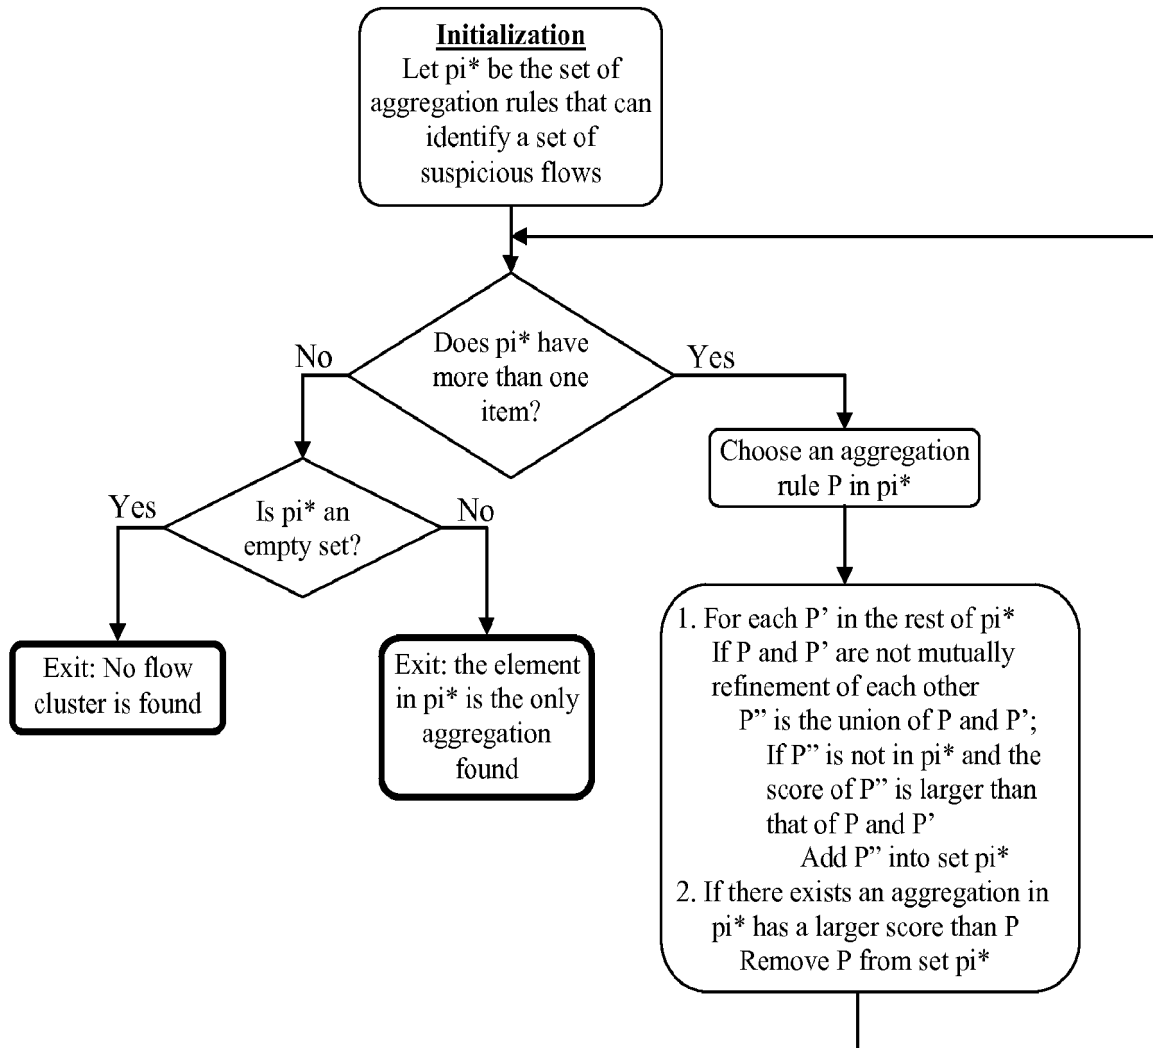 Initialization
Let pi* be the set of
aggregation rules that can
identify a set of
suspicious flows
Does pi* have
more than one
item?
No
Yes
Choose an aggregation
rule P in pi*
Is pi* an
empty set?
Yes
No
Exit: No flow
cluster is found
Exit: the element
in pi* is the only
aggregation
found
1. For each P’ in the rest of pi*
If P and P’ are not mutually
refinement of each other
P” is the union of P and P’;
If P” is not in pi* and the
score of P” is larger than
that of P and P’
Add P” into set pi*
2. If there exists an aggregation in
pi* has a larger score than P
Remove P from set pi*